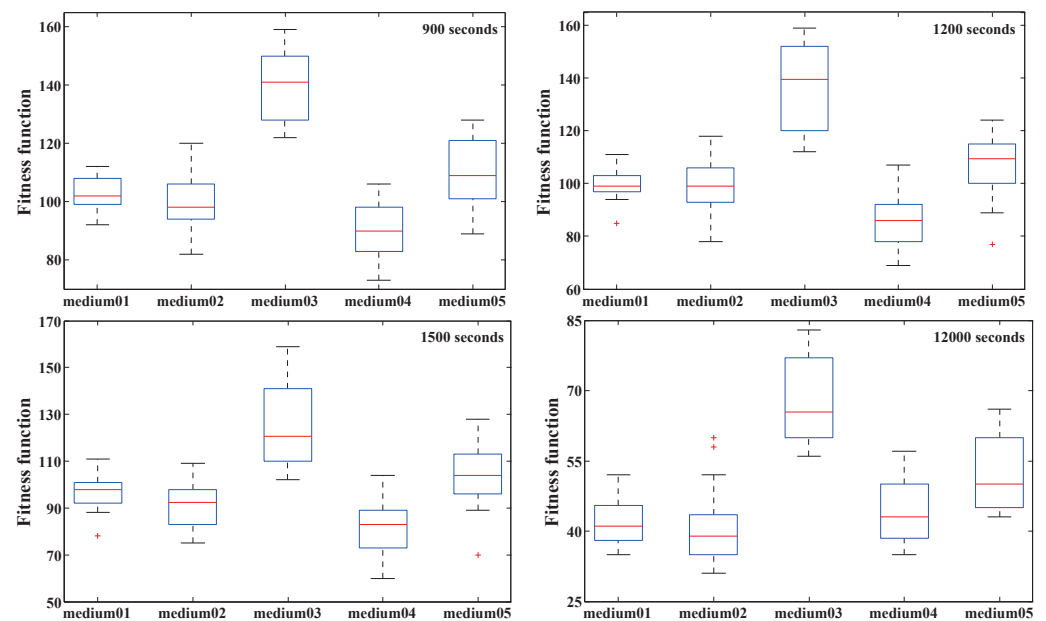 900 seconds
Fitness function
160
140
120
100
80
medium01 medium02 medium03 medium04 medium05
1200 seconds
Fitness function
160
140
120
100
80
60
medium01 medium02 medium03 medium04 medium05
1500 seconds
Fitness function
170
150
130
110
90
70
50
medium01 medium02 medium03 medium04 medium05
12000 seconds
Fitness function
85
70
55
40
25
medium01 medium02 medium03 medium04 medium05